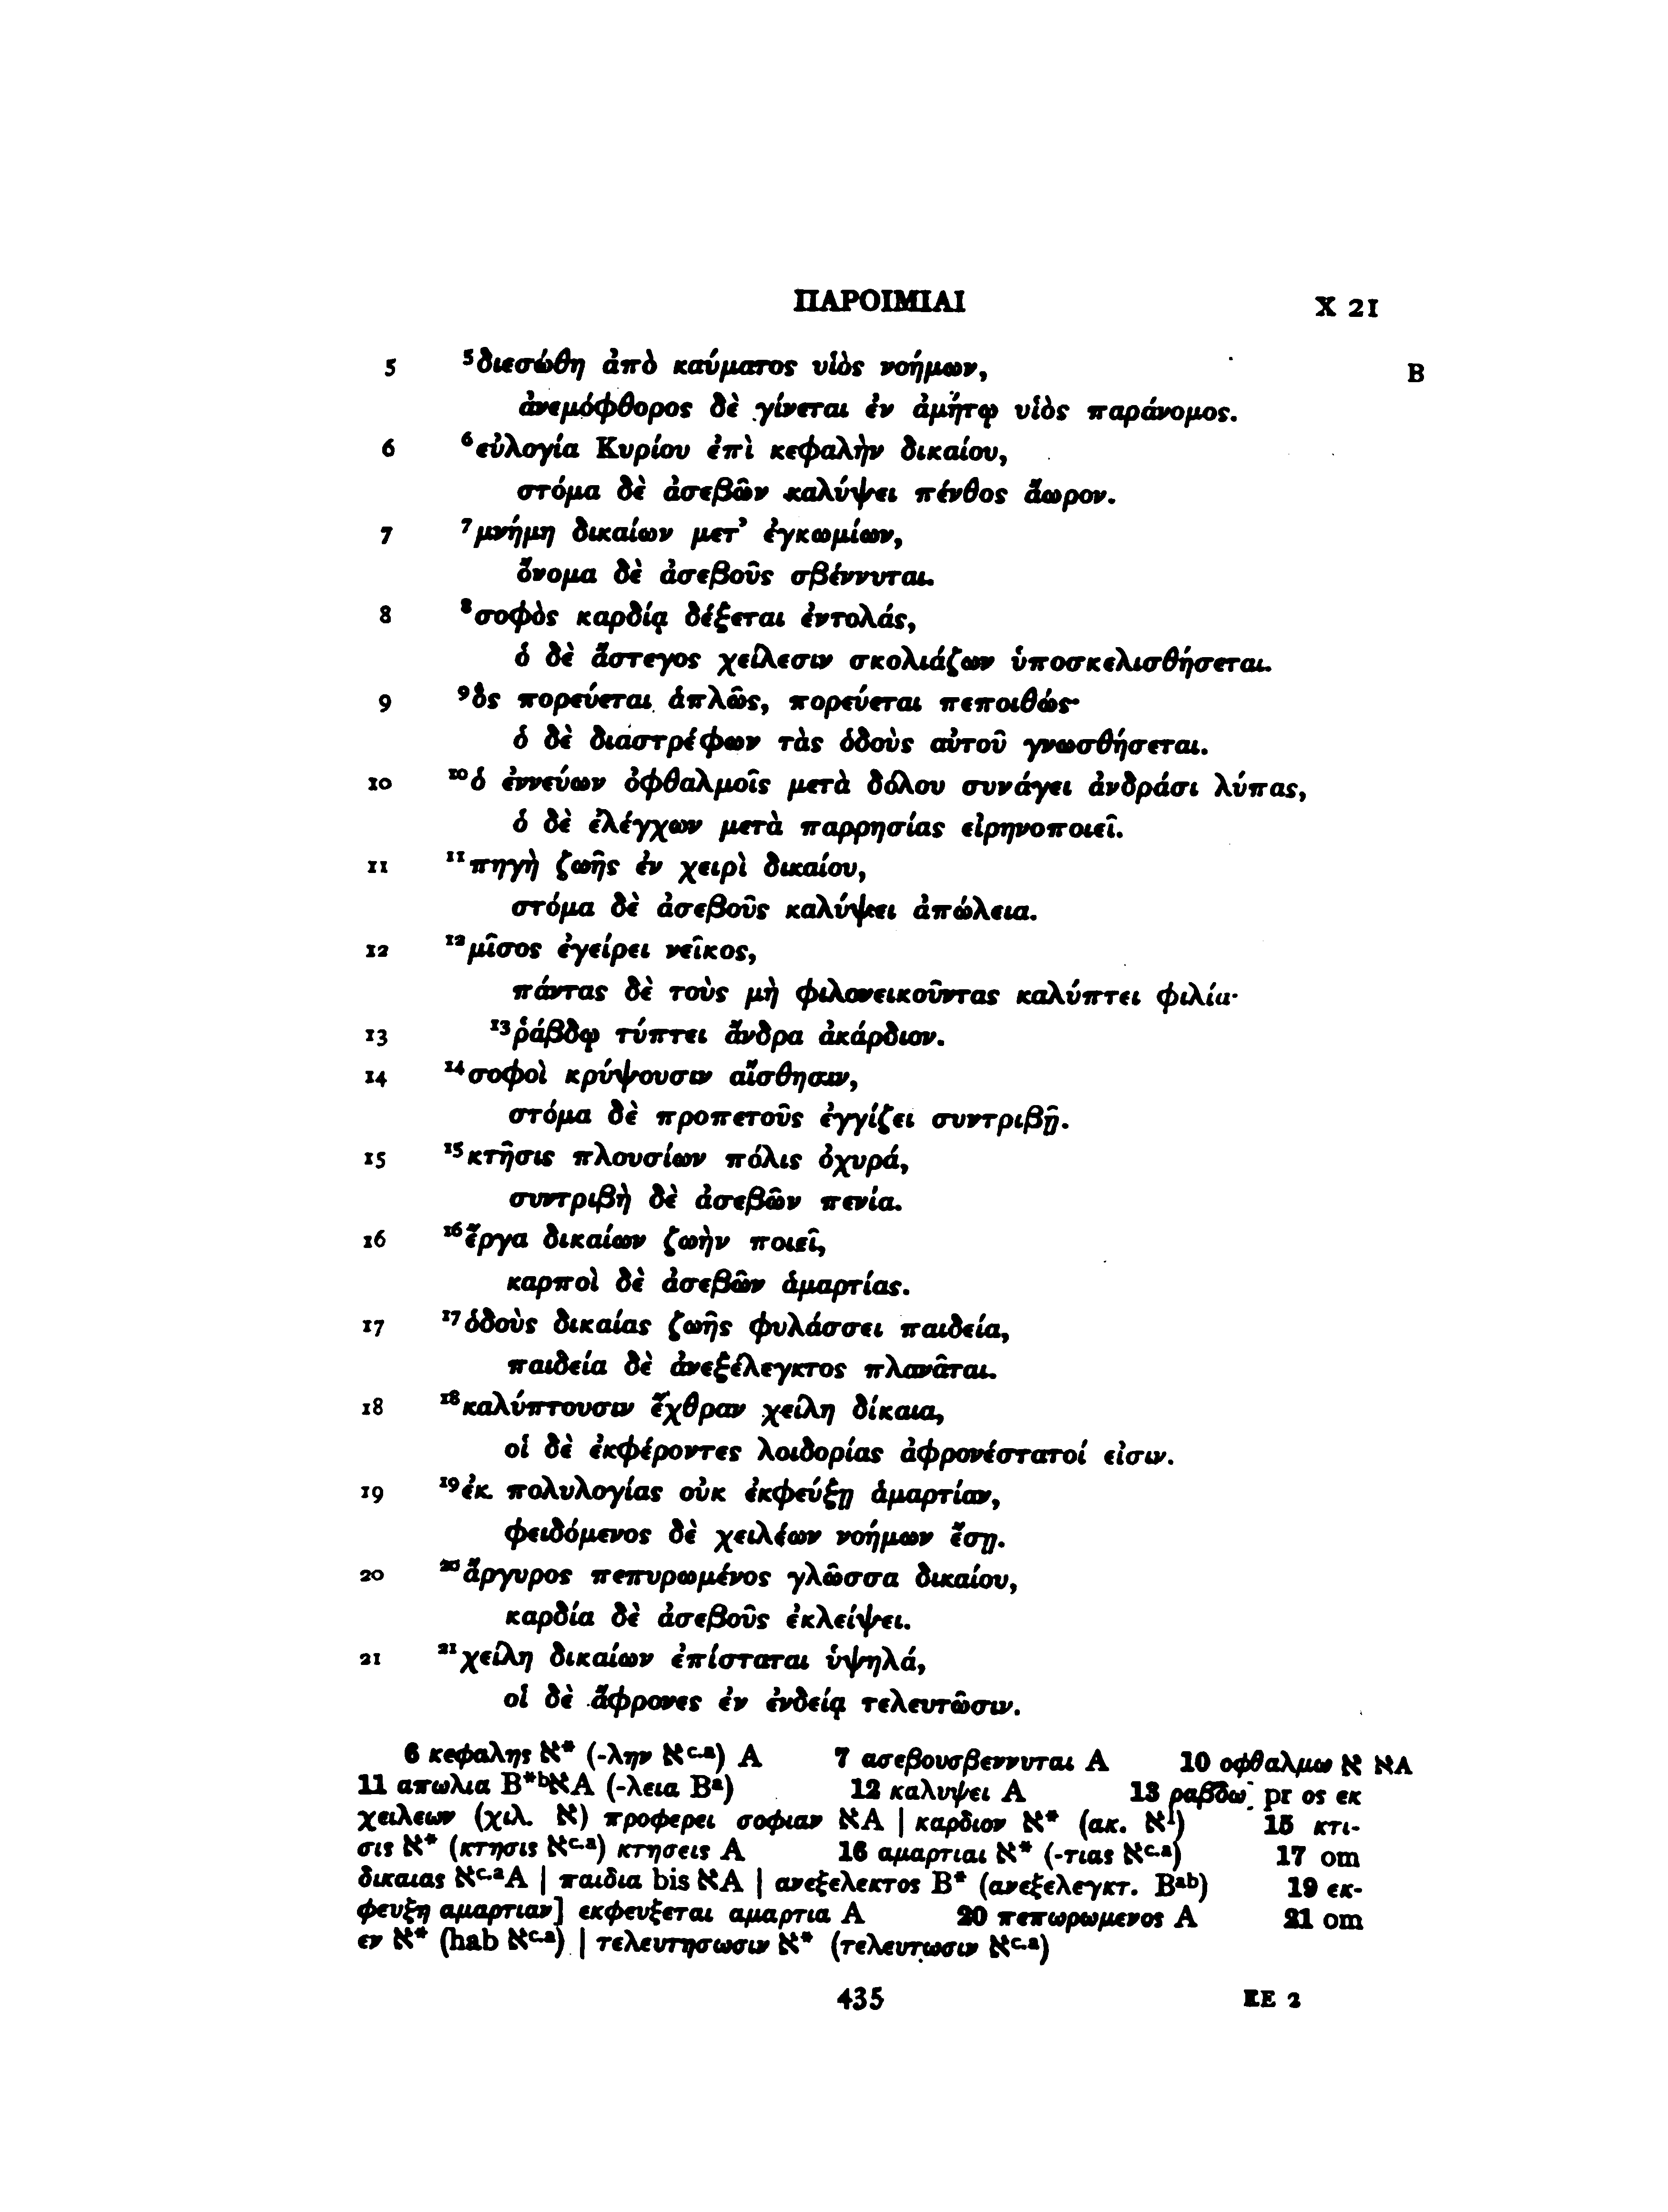 ΠΑΡΟΙΜΙΑΙ X 21
5 ⁵διεσώθη ἀπὸ καύματος υἱὸς νοήμων, B
ἀνεμόφθορος δὲ γίνεται ἐν ἀμήτῳ υἱὸς παράνομος.
6 ⁶εὐλογία Κυρίου ἐπὶ κεφαλὴν δικαίου,
στόμα δὲ ἀσεβῶν καλύψει πένθος ἄωρον.
7 ⁷μνήμη δικαίων μετ’ ἐγκωμίων,
ὄνομα δὲ ἀσεβοῦς σβέννυται.
8 ⁸σοφὸς καρδίᾳ δέξεται ἐντολάς,
ὁ δὲ ἄστεγος χείλεσιν σκολιάζων ὑποσκελισθήσεται.
9 ⁹ὃς πορεύεται ἁπλῶς, πορεύεται πεποιθώς·
ὁ δὲ διαστρέφων τὰς ὁδοὺς αὐτοῦ γνωσθήσεται.
10 ¹⁰ὁ ἐννεύων ὀφθαλμοῖς μετὰ δόλου συνάγει ἀνδράσι λύπας,
ὁ δὲ ἐλέγχων μετὰ παρρησίας εἰρηνοποιεῖ.
11 ¹¹πηγὴ ζωῆς ἐν χειρὶ δικαίου,
στόμα δὲ ἀσεβοῦς καλύψει ἀπώλεια.
12 ¹²μῖσος ἐγείρει νεῖκος,
πάντας δὲ τοὺς μὴ φιλονεικοῦντας καλύπτει φιλία·
13 ¹³ῥάβδῳ τύπτει ἄνδρα ἀκάρδιον.
14 ¹⁴σοφοὶ κρύψουσιν αἴσθησιν,
στόμα δὲ προπετοῦς ἐγγίζει συντριβῇ.
15 ¹⁵κτῆσις πλουσίων πόλις ὀχυρά,
συντριβὴ δὲ ἀσεβῶν πενία.
16 ¹⁶ἔργα δικαίων ζωὴν ποιεῖ,
καρποὶ δὲ ἀσεβῶν ἁμαρτίας.
17 ¹⁷ὁδοὺς δικαίας ζωῆς φυλάσσει παιδεία,
παιδεία δὲ ἀνεξέλεγκτος πλανᾶται.
18 ¹⁸καλύπτουσιν ἔχθραν χείλη δίκαια,
οἱ δὲ ἐκφέροντες λοιδορίας ἀφρονέστατοί εἰσιν.
19 ¹⁹ἐκ πολυλογίας οὐκ ἐκφεύξῃ ἁμαρτίαν,
φειδόμενος δὲ χειλέων νοήμων ἔσῃ.
20 ²⁰ἄργυρος πεπυρωμένος γλῶσσα δικαίου,
καρδία δὲ ἀσεβοῦς ἐκλείψει.
21 ²¹χείλη δικαίων ἐπίσταται ὑψηλά,
οἱ δὲ ἄφρονες ἐν ἐνδείᾳ τελευτῶσιν.
6 κεφαλης ℵ* (-λην ℵc.a) A 7 ασεβουσβεννυται A 10 οφθαλμω ℵ ℵA
11 απωλια B*bℵA (-λεια Ba) 12 καλυψει A 13 ραβδω] pr ος εκ
χειλεων (χιλ. ℵ) προφερει σοφιαν ℵA | καρδιον ℵ* (ακ. ℵ¹) 15 κτι-
σις ℵ* (κτησις ℵc.a) κτησεις A 16 αμαρτιαι ℵ* (-τιας ℵc.a) 17 om
δικαιας ℵc.aA | παιδια bis ℵA | ανεξελεκτος B* (ανεξελεγκτ. Bab) 19 εκ-
φευξη αμαρτιαν] εκφευξεται αμαρτια A 20 πεπωρωμενος A 21 om
εν ℵ* (hab ℵc.a) | τελευτησωσιν ℵ* (τελευτωσιν ℵc.a)
435 EE 2